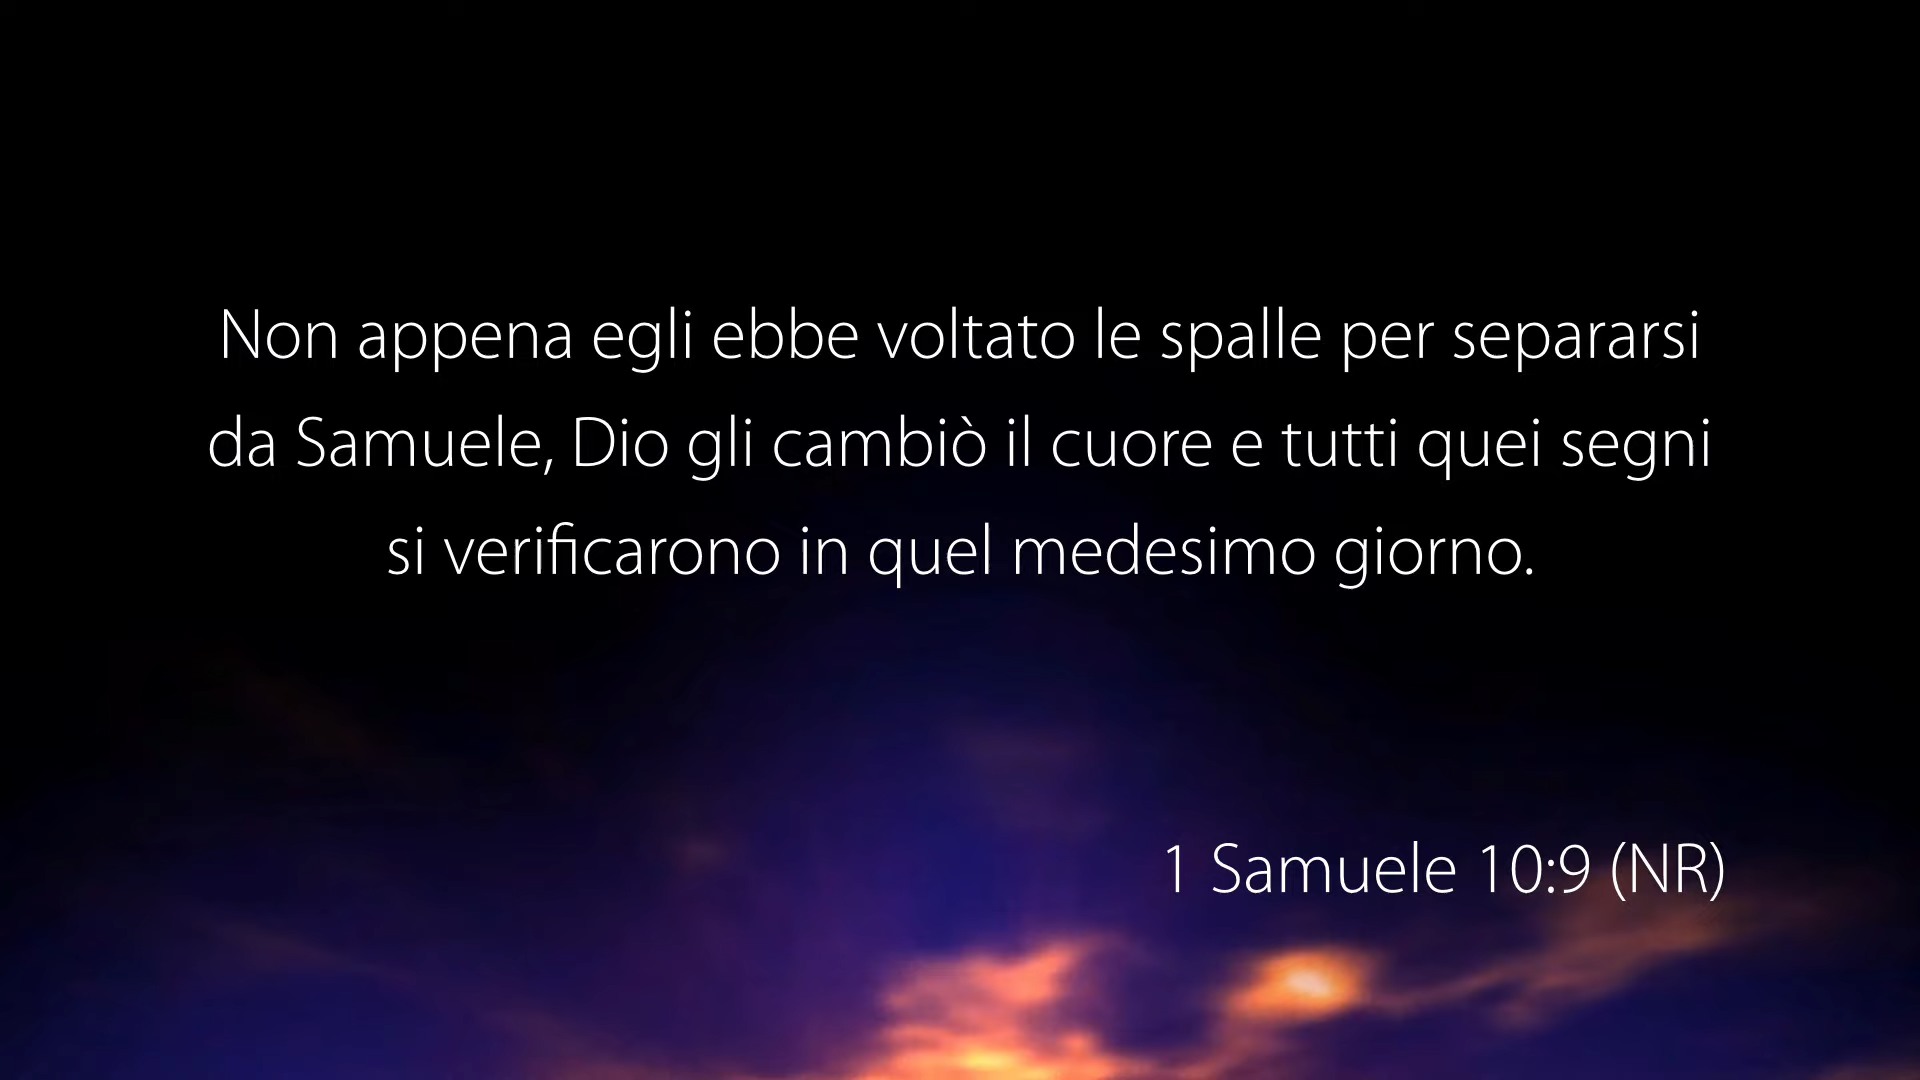 Non appena egli ebbe voltato le spalle per separarsi
da Samuele, Dio gli cambiò il cuore e tutti quei segni
si verificarono in quel medesimo giorno.
1 Samuele 10:9 (NR)